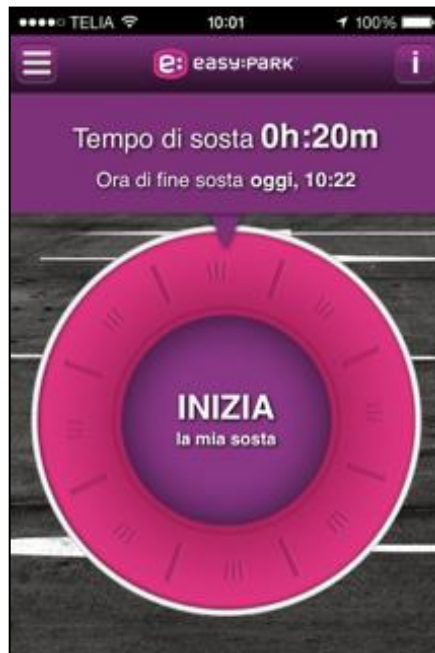 TELIA 10:01 100%
e: easy:PARK i
Tempo di sosta 0h:20m
Ora di fine sosta oggi, 10:22
INIZIA
la mia sosta